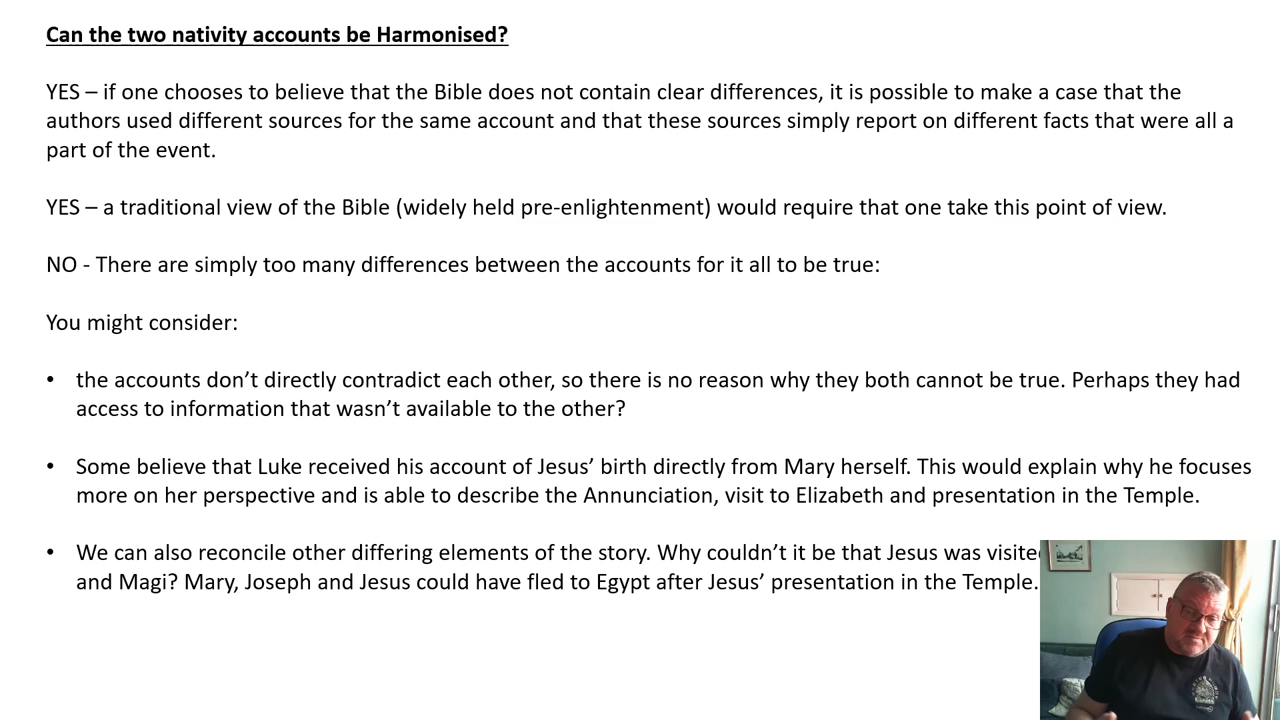 Can the two nativity accounts be Harmonised?
YES – if one chooses to believe that the Bible does not contain clear differences, it is possible to make a case that the
authors used different sources for the same account and that these sources simply report on different facts that were all a
part of the event.
YES – a traditional view of the Bible (widely held pre-enlightenment) would require that one take this point of view.
NO - There are simply too many differences between the accounts for it all to be true:
You might consider:
• the accounts don’t directly contradict each other, so there is no reason why they both cannot be true. Perhaps they had
access to information that wasn’t available to the other?
• Some believe that Luke received his account of Jesus’ birth directly from Mary herself. This would explain why he focuses
more on her perspective and is able to describe the Annunciation, visit to Elizabeth and presentation in the Temple.
• We can also reconcile other differing elements of the story. Why couldn’t it be that Jesus was
and Magi? Mary, Joseph and Jesus could have fled to Egypt after Jesus’ presentation in the Temple.